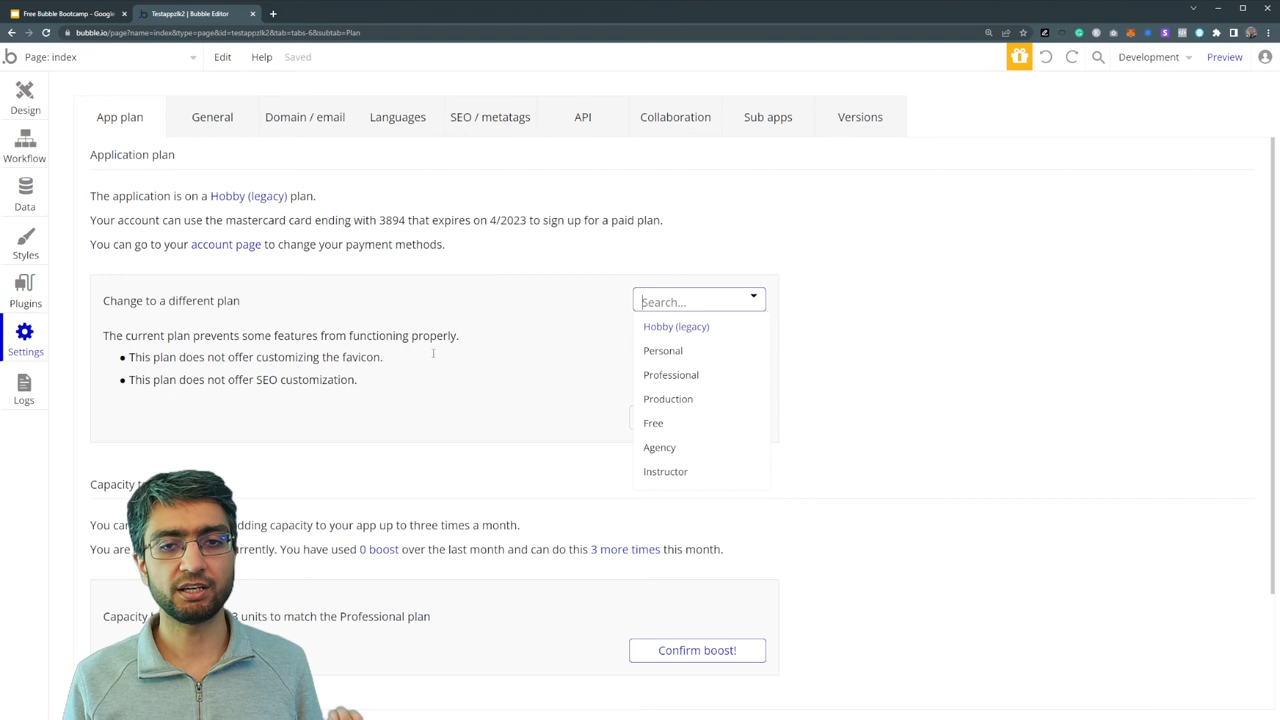 Free Bubble Bootcamp - Google
Testappzlk2 | Bubble Editor
bubble.io/page?name=index&type=page&id=testappzlk2&tab=tabs-6&subtab=Plan
Page: index
Edit
Help
Saved
Development
Preview
Design
Workflow
Data
Styles
Plugins
Settings
Logs
App plan
General
Domain / email
Languages
SEO / metatags
API
Collaboration
Sub apps
Versions
Application plan
The application is on a Hobby (legacy) plan.
Your account can use the mastercard card ending with 3894 that expires on 4/2023 to sign up for a paid plan.
You can go to your account page to change your payment methods.
Change to a different plan
Search...
Hobby (legacy)
Personal
Professional
Production
Free
Agency
Instructor
The current plan prevents some features from functioning properly.
• This plan does not offer customizing the favicon.
• This plan does not offer SEO customization.
Capacity
You can adding capacity to your app up to three times a month.
You are currently. You have used 0 boost over the last month and can do this 3 more times this month.
Capacity units to match the Professional plan
Confirm boost!